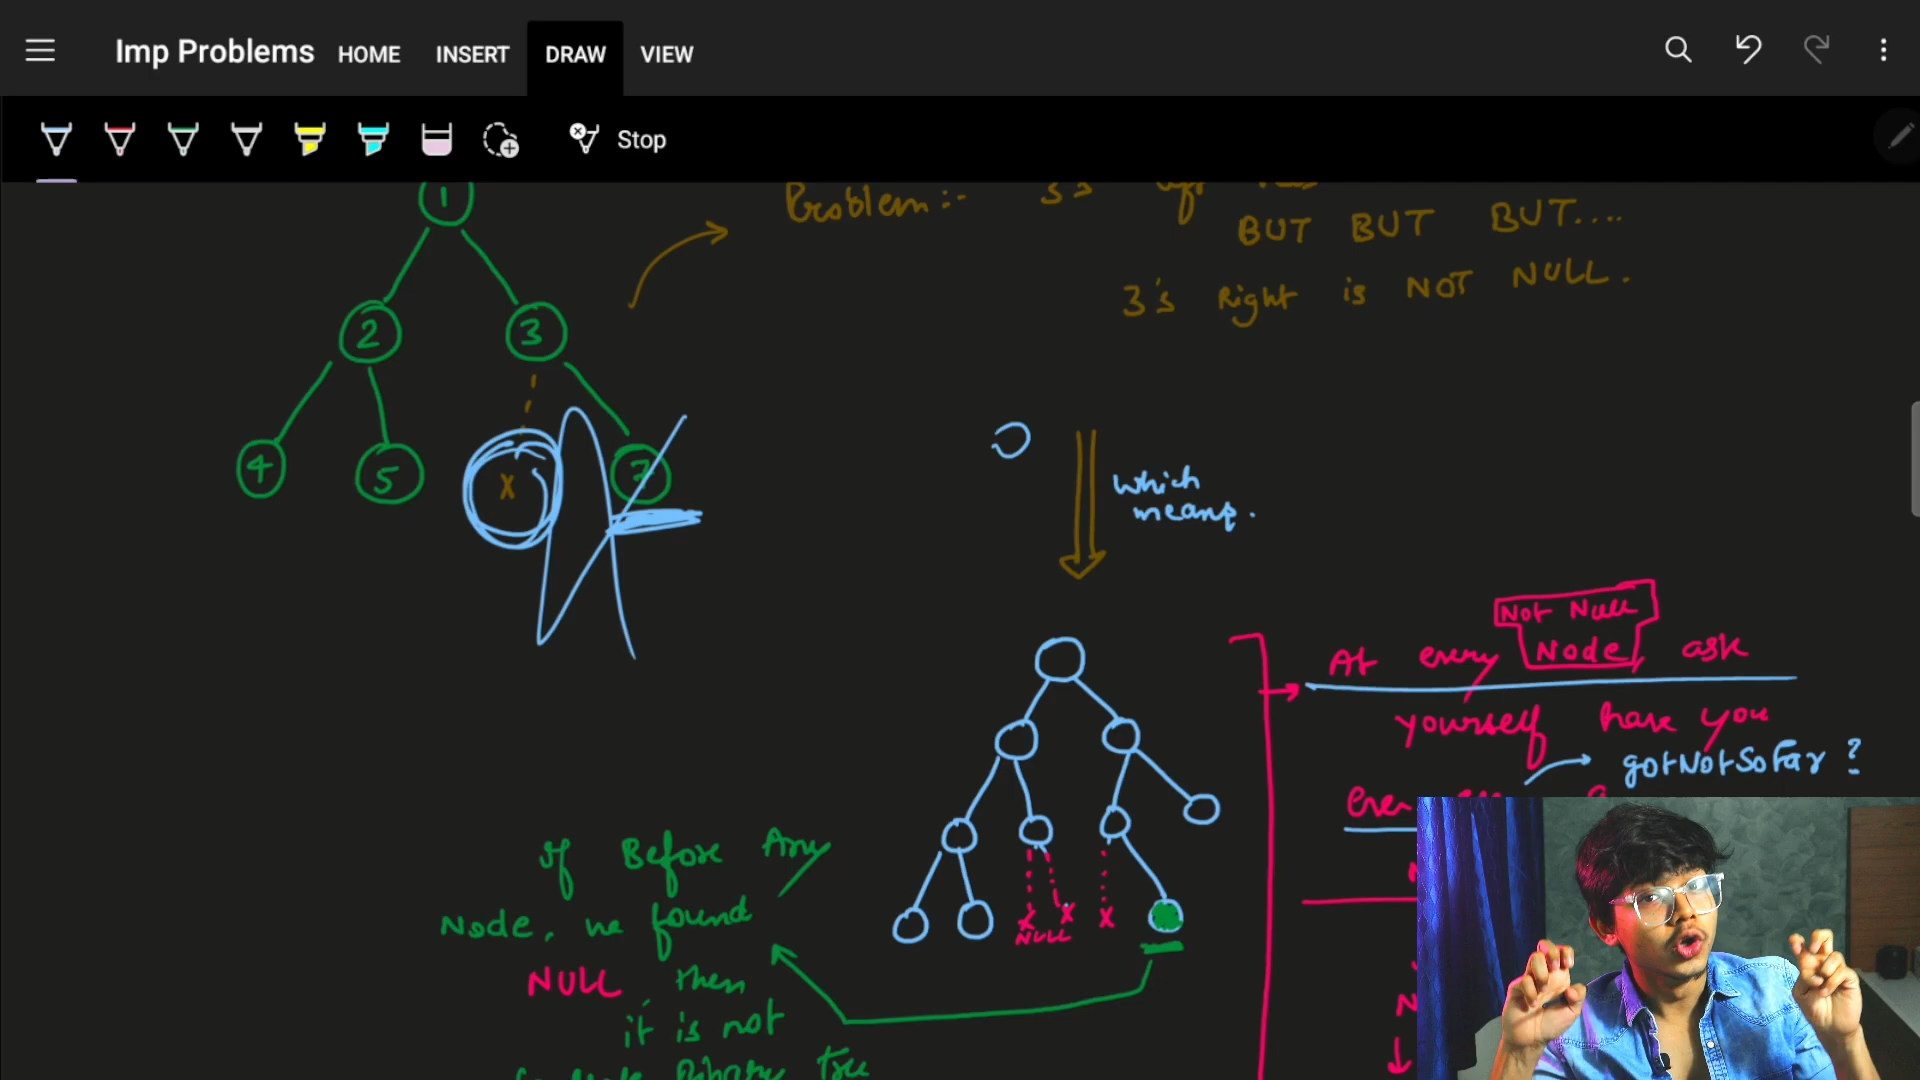 Imp Problems HOME INSERT DRAW VIEW
Stop
1
Problem :-
BUT BUT BUT....
3's Right is NOT NULL.
2 3
4 5 X 7
which
means.
Not Null
At every Node, ask
yourself have you
gotNotSoFar ?
If Before Any
Node, we found
NULL then
it is not
X X X
NULL
Binary Tree